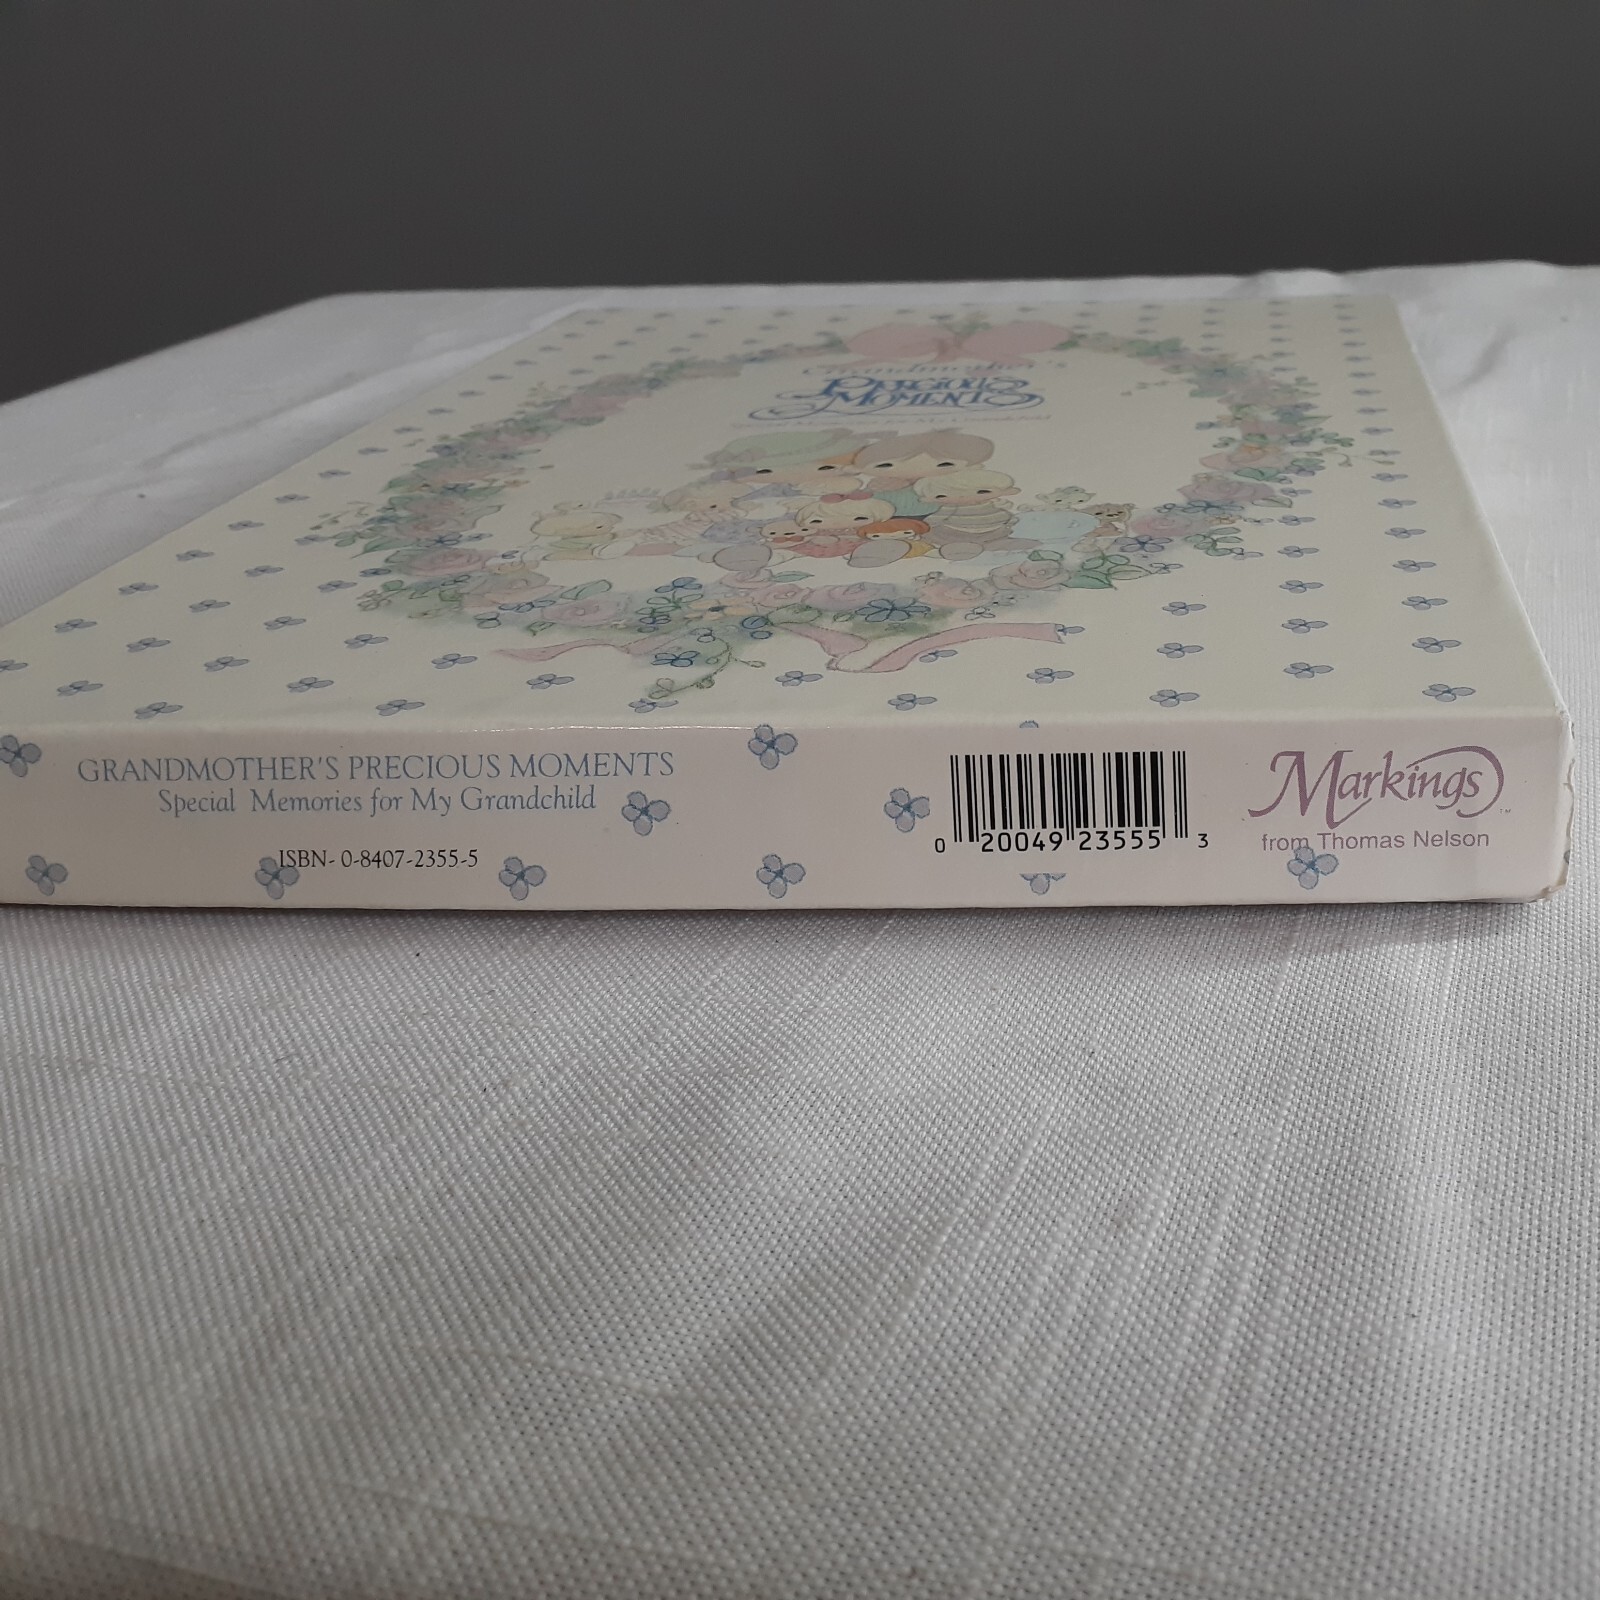 Grandmother's
PRECIOUS
MOMENTS
GRANDMOTHER'S PRECIOUS MOMENTS
Special Memories for My Grandchild
ISBN- 0-8407-2355-5
0 20049 23555 3
Markings™
from Thomas Nelson